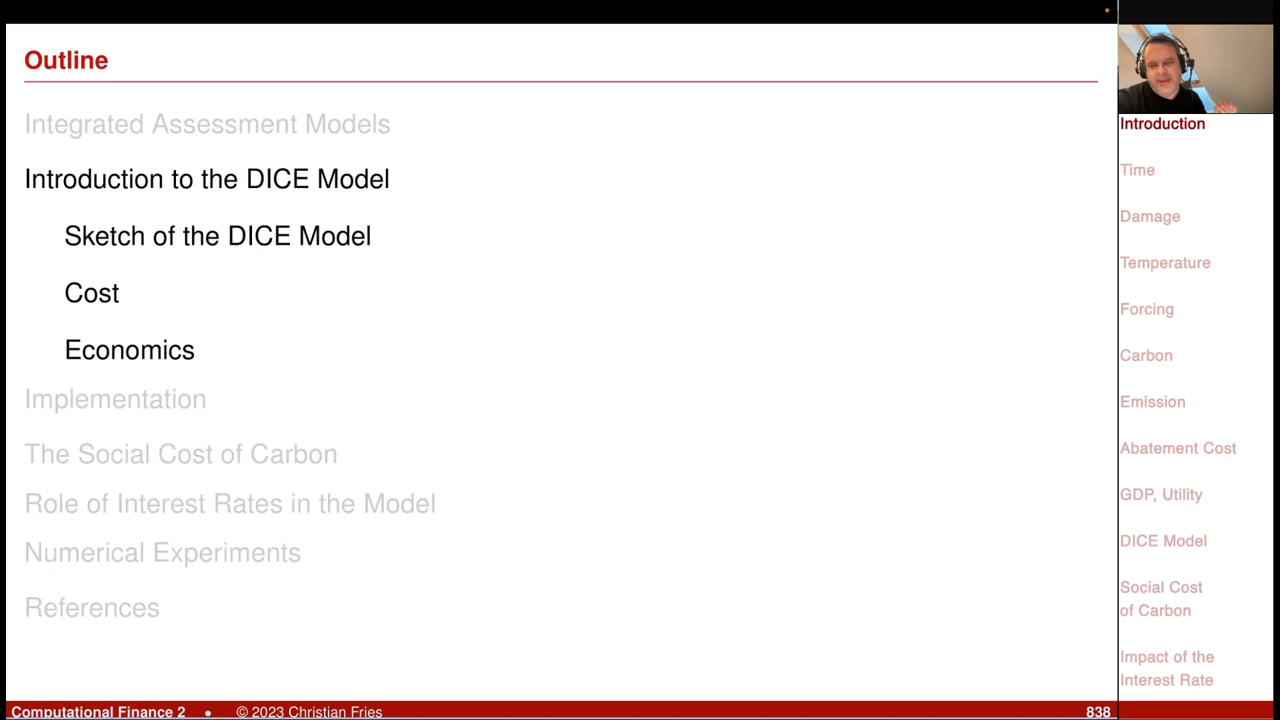 Outline
Integrated Assessment Models
Introduction to the DICE Model
Sketch of the DICE Model
Cost
Economics
Implementation
The Social Cost of Carbon
Role of Interest Rates in the Model
Numerical Experiments
References
Introduction
Time
Damage
Temperature
Forcing
Carbon
Emission
Abatement Cost
GDP, Utility
DICE Model
Social Cost
of Carbon
Impact of the
Interest Rate
Computational Finance 2 • © 2023 Christian Fries 838